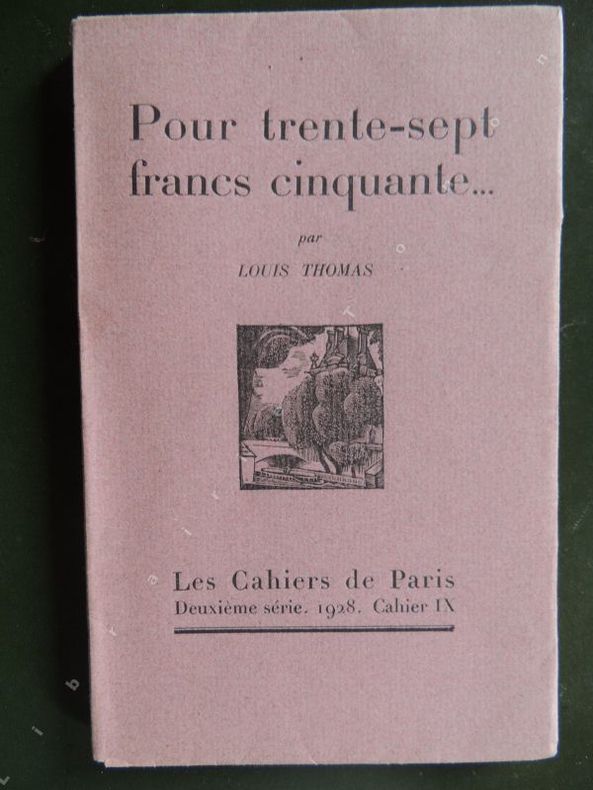 Pour trente-sept
francs cinquante...
par
LOUIS THOMAS
Les Cahiers de Paris
Deuxième série. 1928. Cahier IX